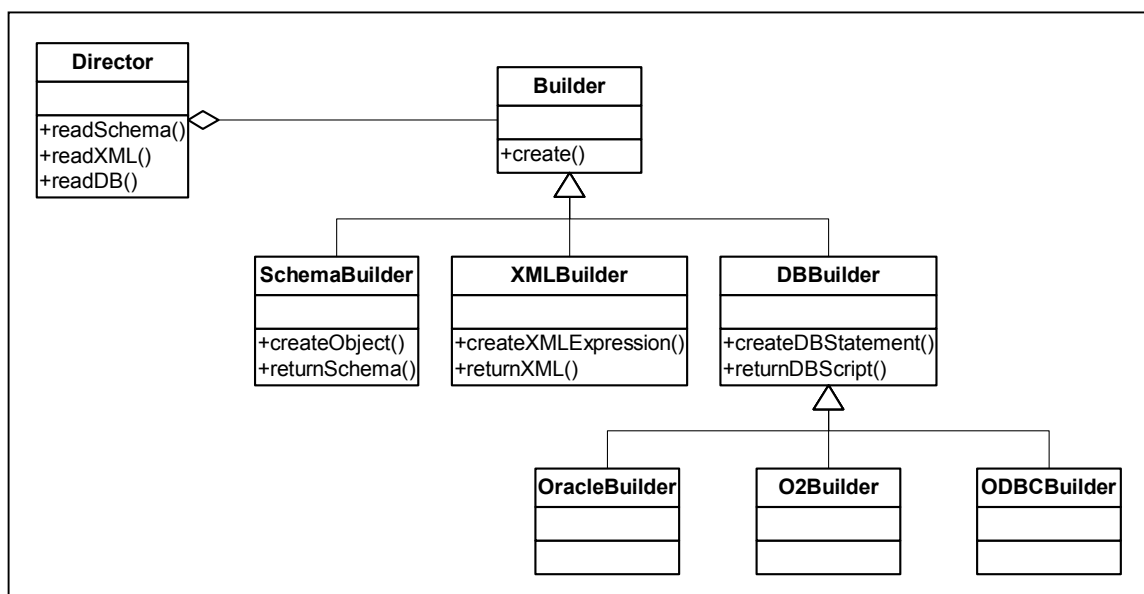 Director
+readSchema()
+readXML()
+readDB()
Builder
+create()
SchemaBuilder
+createObject()
+returnSchema()
XMLBuilder
+createXMLExpression()
+returnXML()
DBBuilder
+createDBStatement()
+returnDBScript()
OracleBuilder
O2Builder
ODBCBuilder